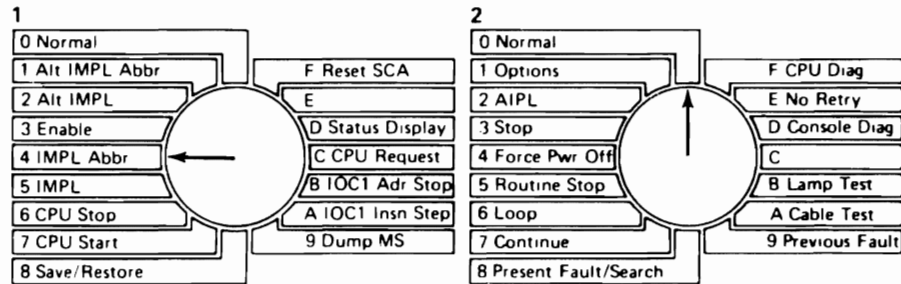 1
0 Normal
1 Alt IMPL Abbr
2 Alt IMPL
3 Enable
4 IMPL Abbr
5 IMPL
6 CPU Stop
7 CPU Start
8 Save/Restore
F Reset SCA
E
D Status Display
C CPU Request
B IOC1 Adr Stop
A IOC1 Insn Step
9 Dump MS
2
0 Normal
1 Options
2 AIPL
3 Stop
4 Force Pwr Off
5 Routine Stop
6 Loop
7 Continue
8 Present Fault/Search
F CPU Diag
E No Retry
D Console Diag
C
B Lamp Test
A Cable Test
9 Previous Fault